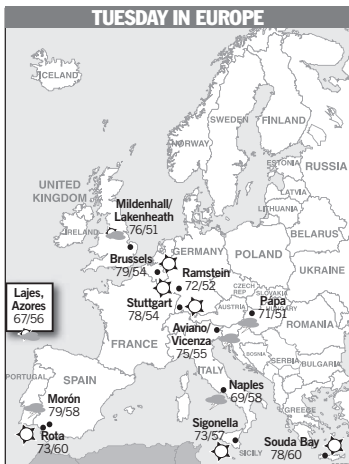 TUESDAY IN EUROPE
ICELAND
SWEDEN
FINLAND
NORWAY
ESTONIA
RUSSIA
LATVIA
LITHUANIA
UNITED
KINGDOM
Mildenhall/
Lakenheath
76/51
IRELAND
BELARUS
Brussels
79/54
GERMANY
POLAND
UKRAINE
Ramstein
72/52
CZECH
REP
SLOVAKIA
Lajes,
Azores
67/56
Stuttgart
78/54
AUSTRIA
Pápa
71/51
HUNGARY
ROMANIA
FRANCE
Aviano/
Vicenza
75/55
BOSNIA
SERBIA
BULGARIA
ITALY
PORTUGAL
SPAIN
Morón
79/58
Naples
69/58
GREECE
Rota
73/60
Sigonella
73/57
SICILY
Souda Bay
78/60